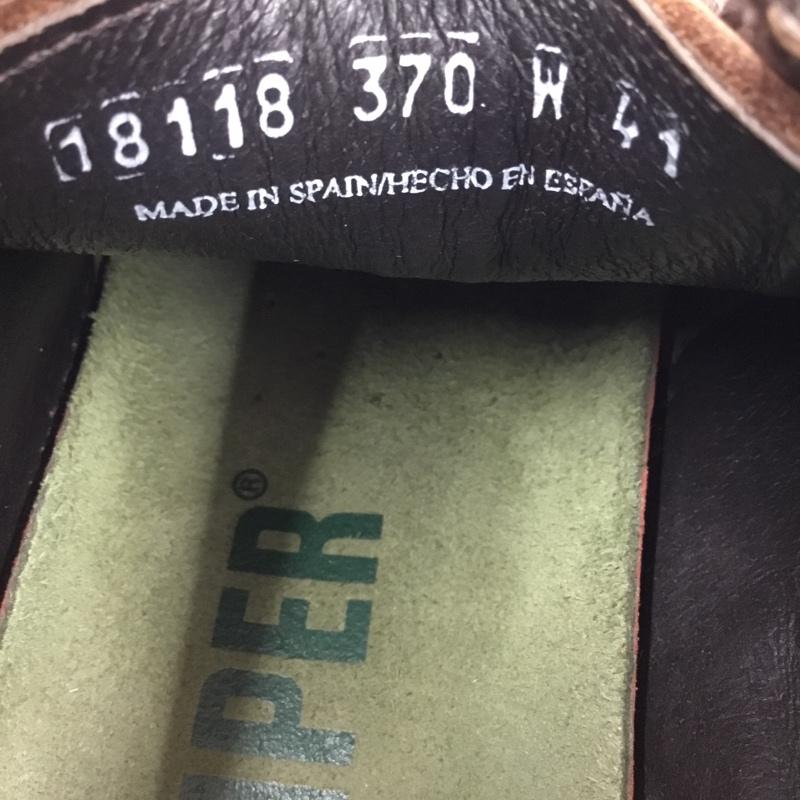 18118 370 W 41
MADE IN SPAIN/HECHO EN ESPAÑA
PER®